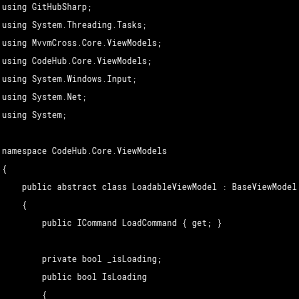 using GitHubSharp;
using System.Threading.Tasks;
using MvvmCross.Core.ViewModels;
using CodeHub.Core.ViewModels;
using System.Windows.Input;
using System.Net;
using System;
namespace CodeHub.Core.ViewModels
{
public abstract class LoadableViewModel : BaseViewModel
{
public ICommand LoadCommand { get; }
private bool _isLoading;
public bool IsLoading
{